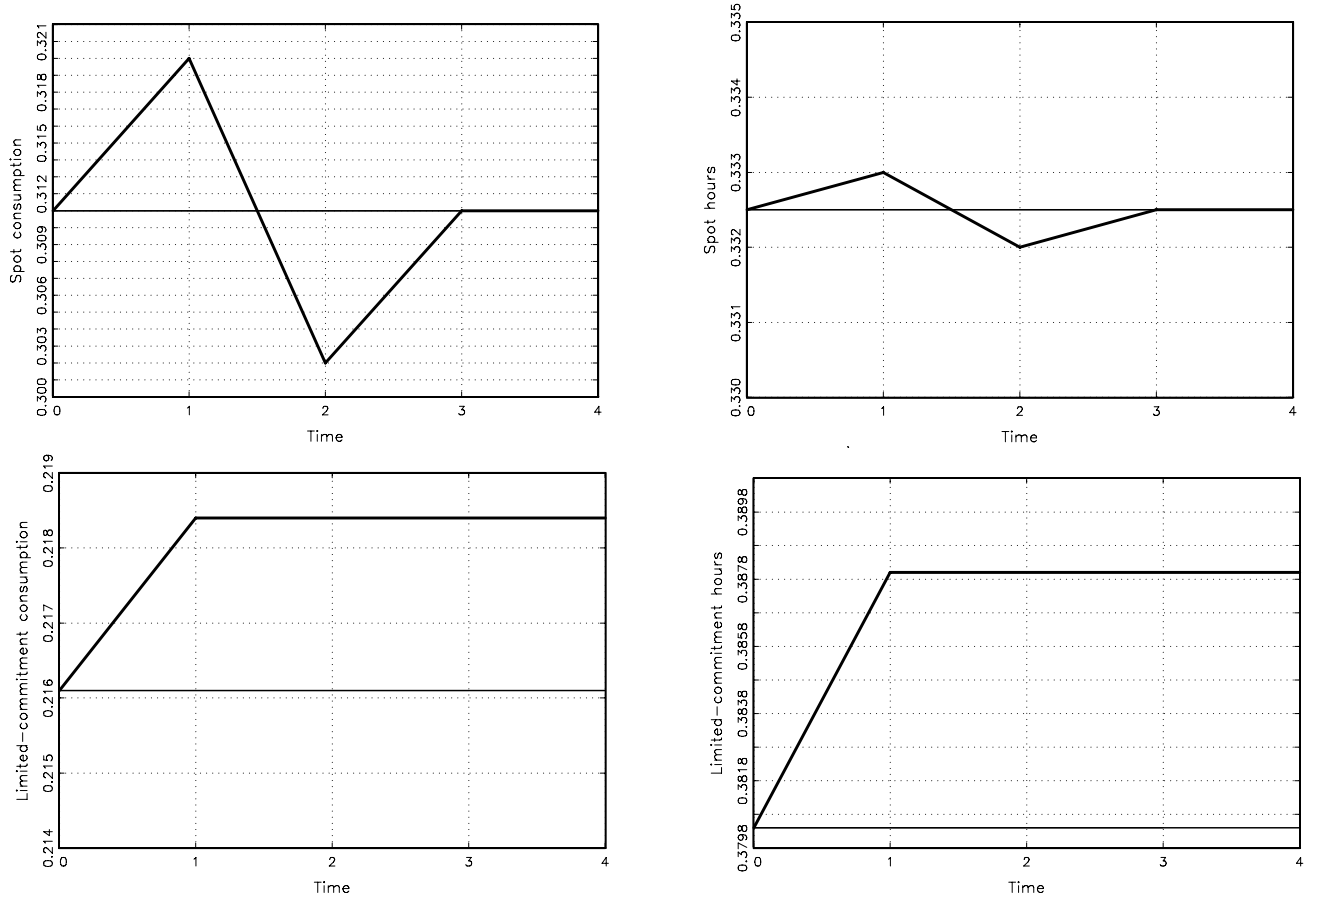 Spot consumption
0.321
0.318
0.315
0.312
0.309
0.306
0.303
0.300
0 1 2 3 4
Time
Spot hours
0.335
0.334
0.333
0.332
0.331
0.330
0 1 2 3 4
Time
Limited-commitment consumption
0.219
0.218
0.217
0.216
0.215
0.214
0 1 2 3 4
Time
Limited-commitment hours
0.3898
0.3878
0.3858
0.3838
0.3818
0.3798
0 1 2 3 4
Time